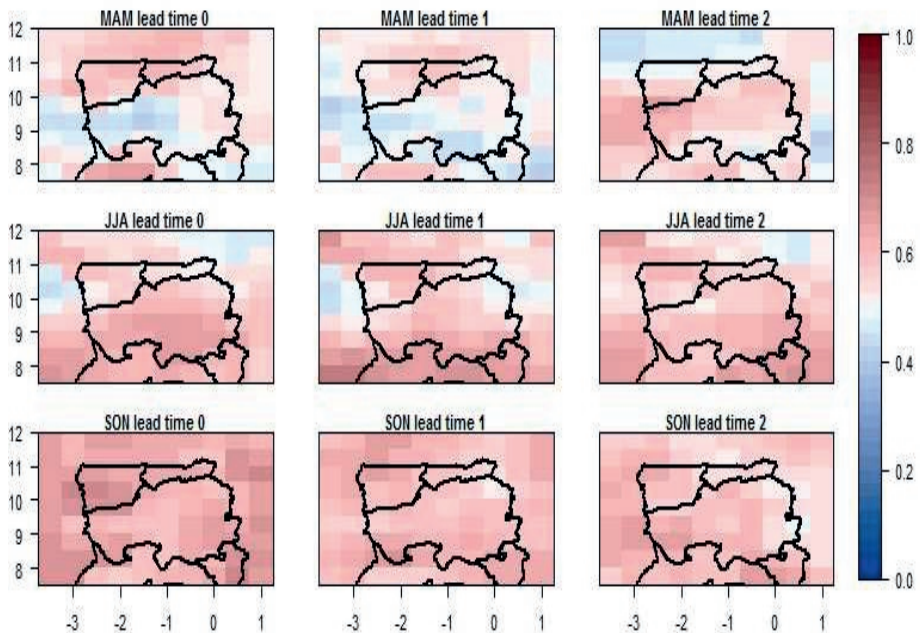 MAM lead time 0
MAM lead time 1
MAM lead time 2
12
11
10
9
8
JJA lead time 0
JJA lead time 1
JJA lead time 2
12
11
10
9
8
SON lead time 0
SON lead time 1
SON lead time 2
12
11
10
9
8
-3 -2 -1 0 1
-3 -2 -1 0 1
-3 -2 -1 0 1
1.0
0.8
0.6
0.4
0.2
0.0